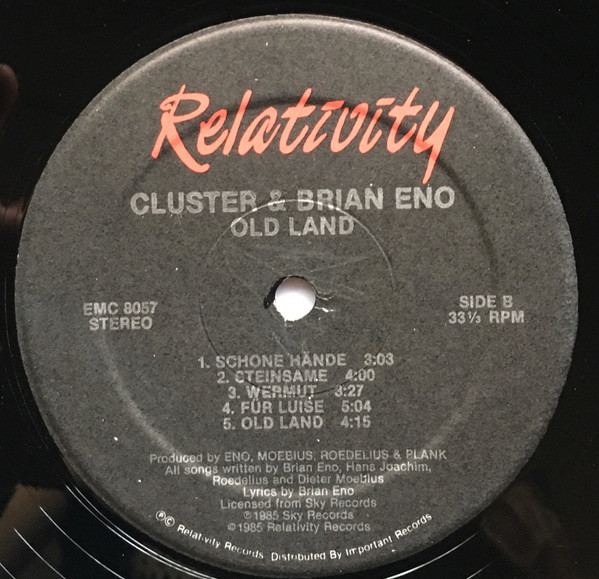 Relativity
CLUSTER & BRIAN ENO
OLD LAND
EMC 8057
STEREO
SIDE B
33 1/3 RPM
1. SCHONE HANDE 3:03
2. STEINSAME 4:00
3. WERMUT 3:27
4. FÜR LUISE 5:04
5. OLD LAND 4:15
Produced by ENO, MOEBIUS, ROEDELIUS & PLANK
All songs written by Brian Eno, Hans Joachim,
Roedelius and Dieter Moebius
Lyrics by Brian Eno
Licensed from Sky Records
℗1985 Sky Records
©1985 Relativity Records
℗© Relativity Records. Distributed By Important Records